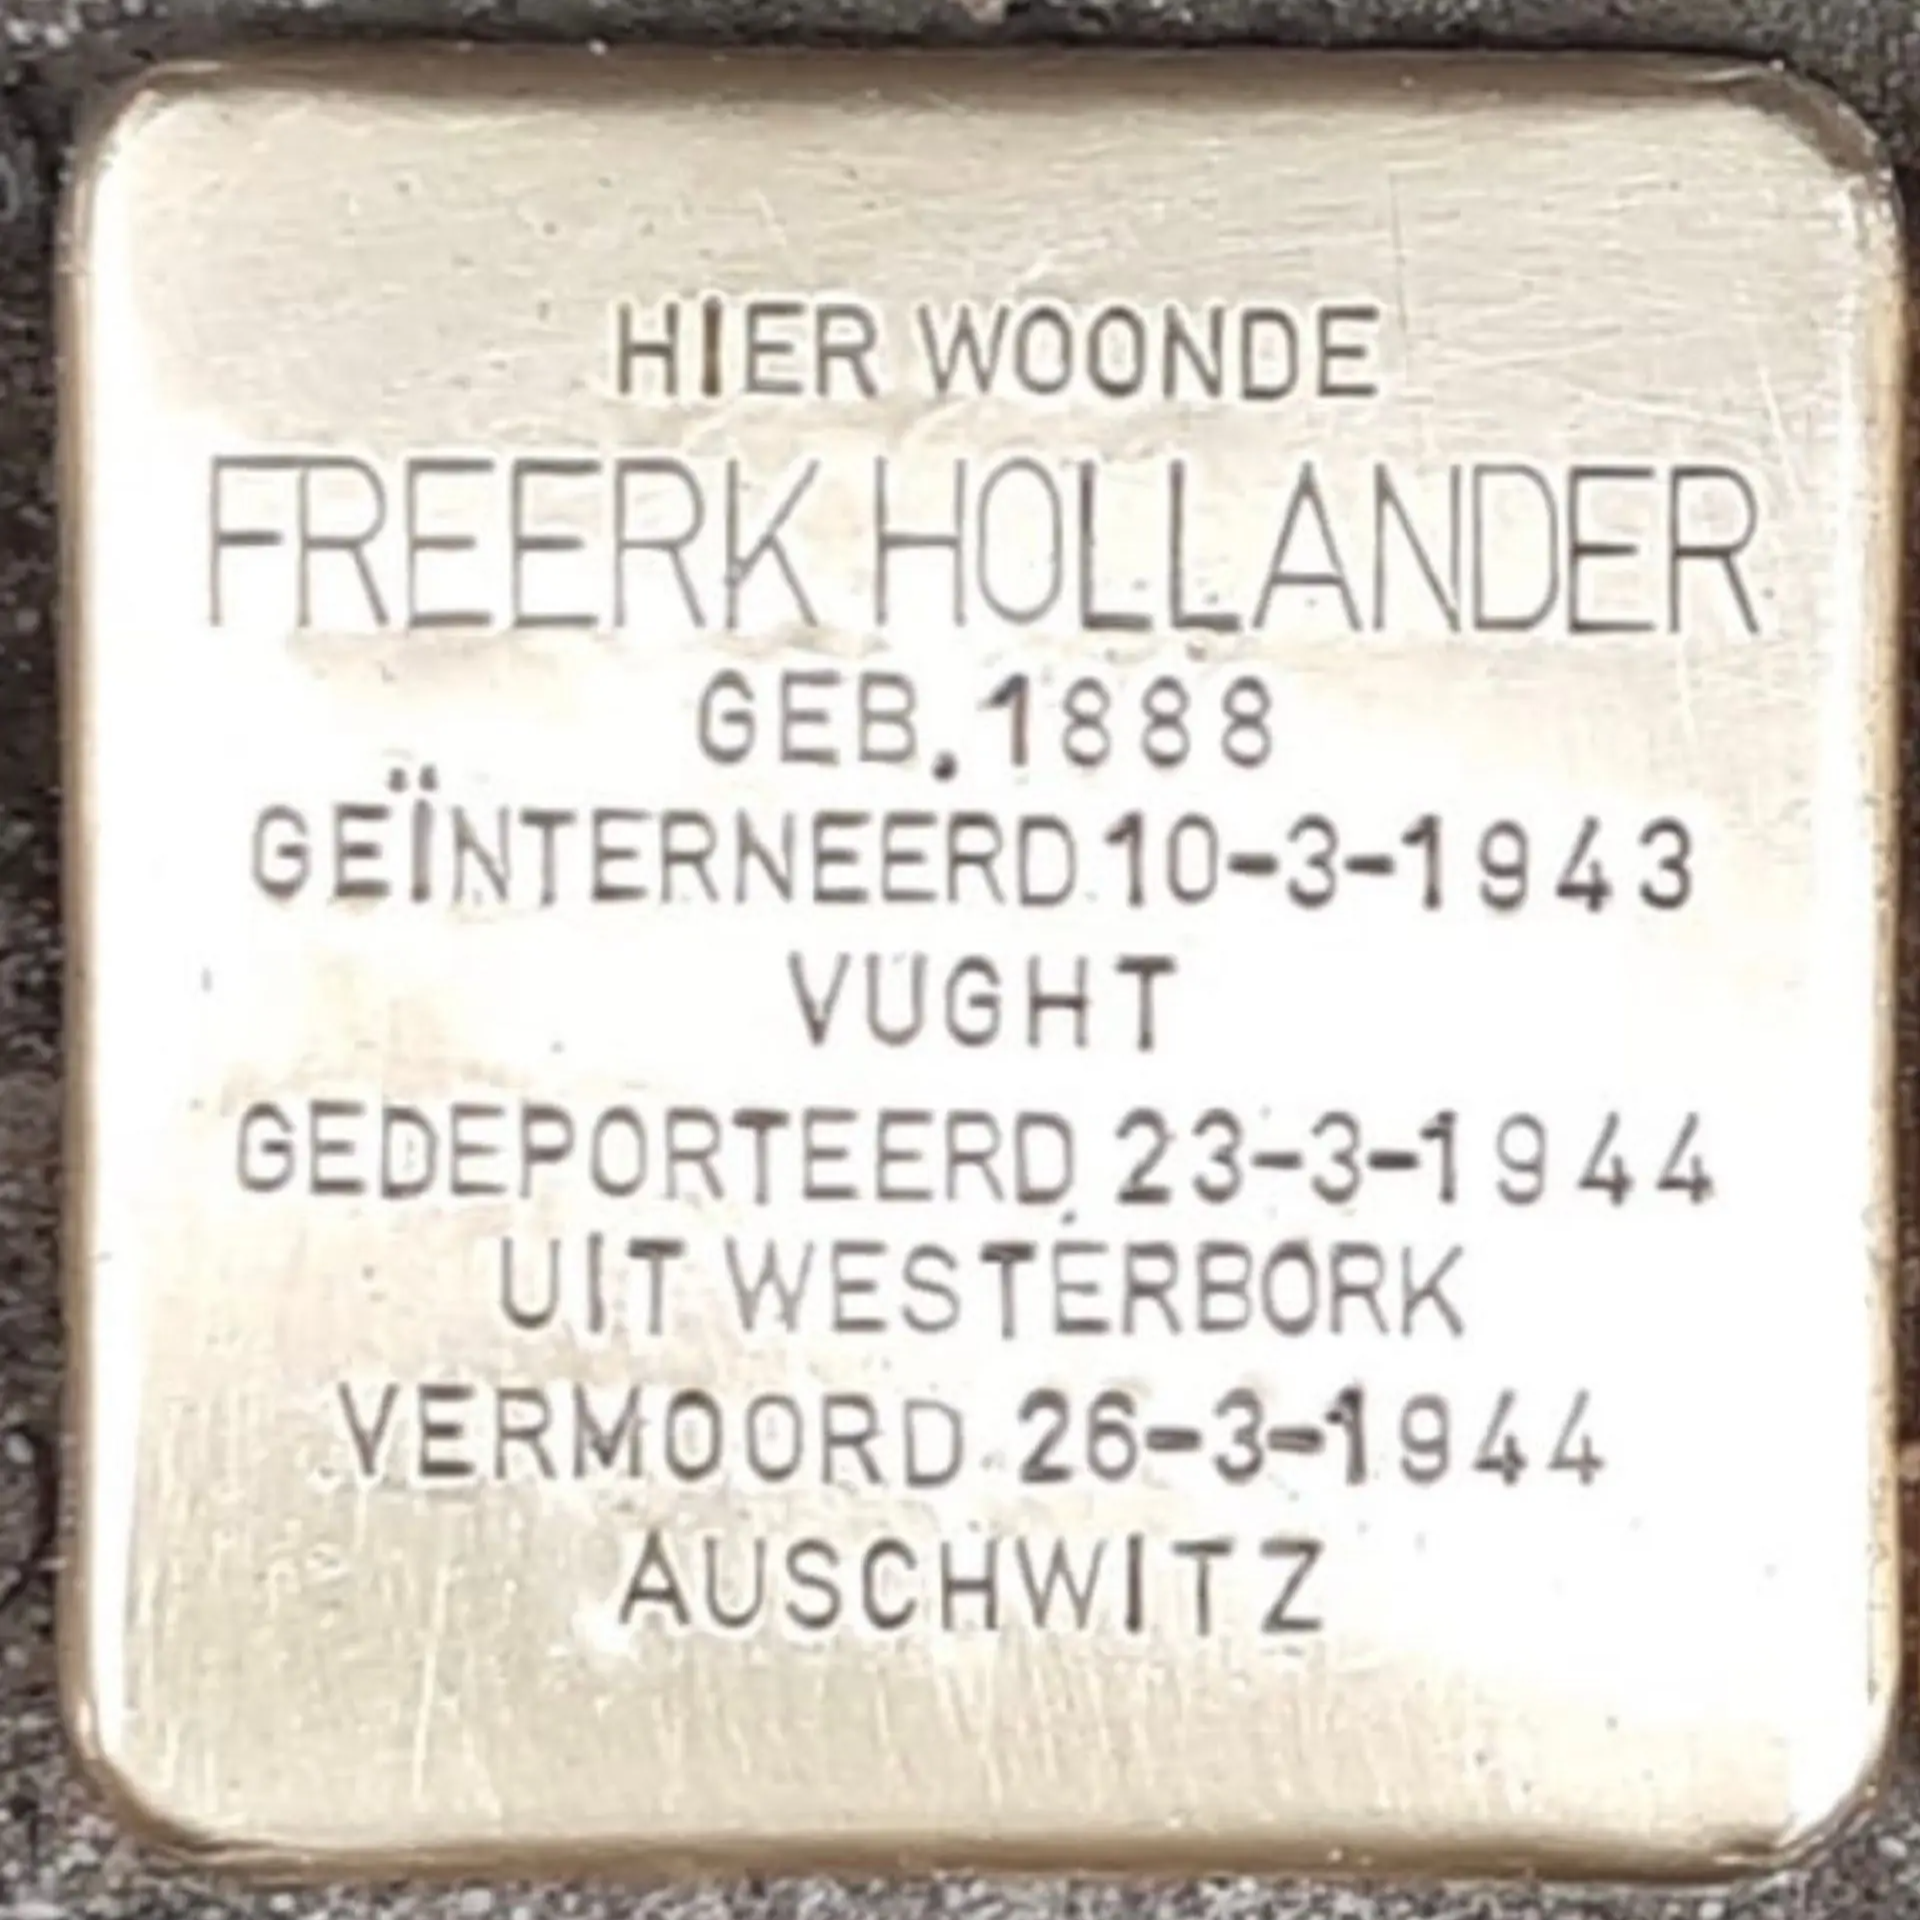 HIER WOONDE
FREERK HOLLANDER
GEB. 1888
GEÏNTERNEERD 10-3-1943
VUGHT
GEDEPORTEERD 23-3-1944
UIT WESTERBORK
VERMOORD 26-3-1944
AUSCHWITZ